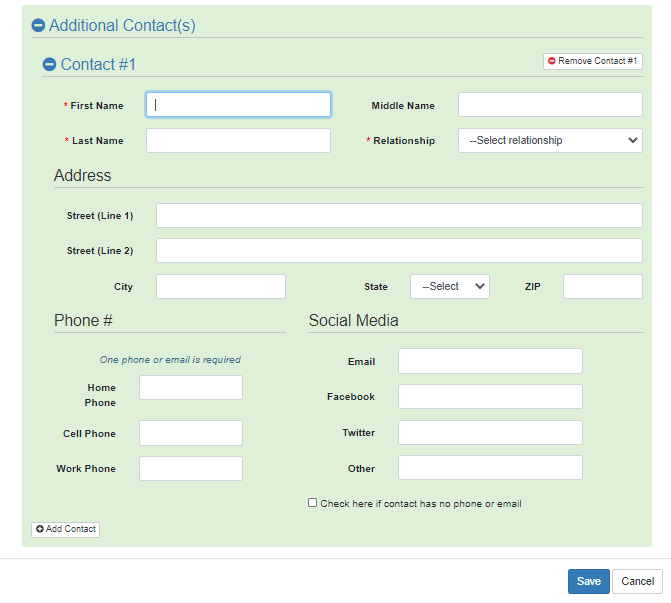 Additional Contact(s)
Contact #1
Remove Contact #1
* First Name
Middle Name
* Last Name
* Relationship
--Select relationship
Address
Street (Line 1)
Street (Line 2)
City
State
--Select
ZIP
Phone #
Social Media
One phone or email is required
Email
Home
Phone
Facebook
Cell Phone
Twitter
Work Phone
Other
Check here if contact has no phone or email
Add Contact
Save
Cancel